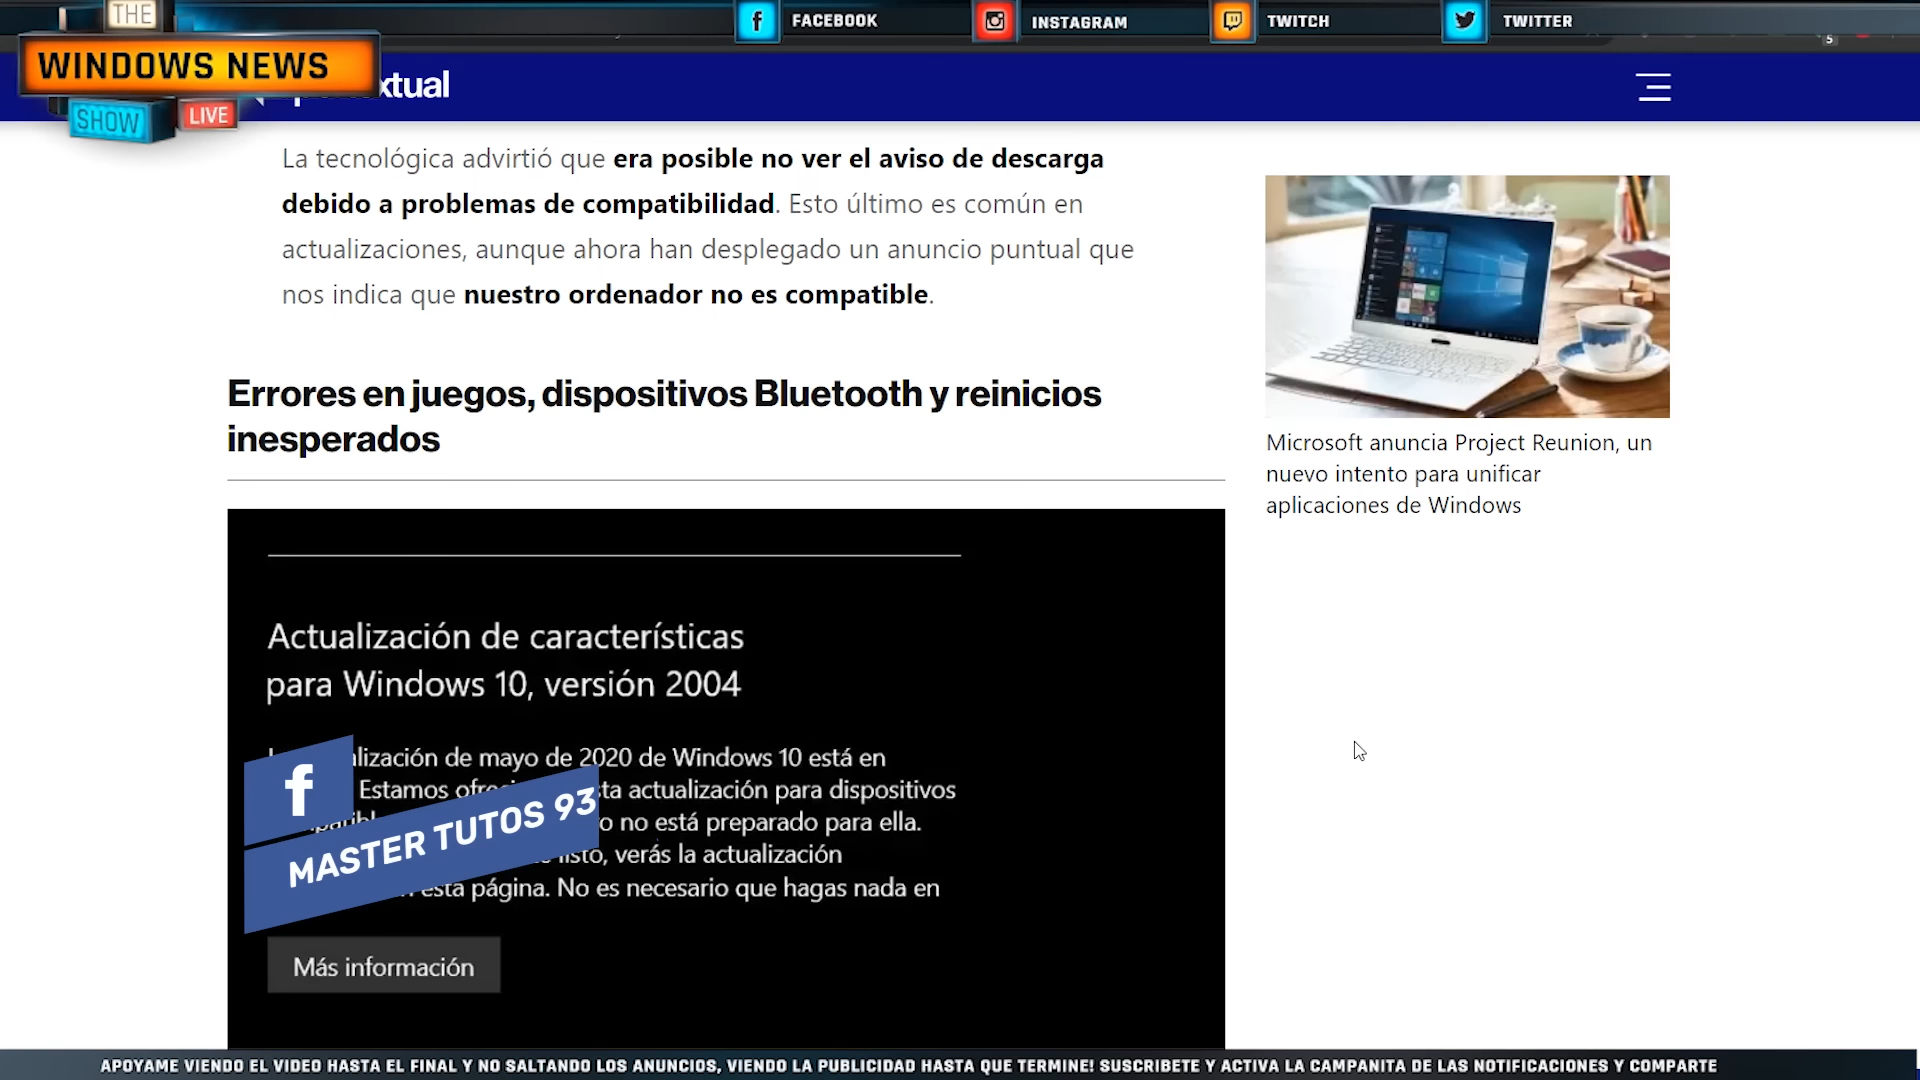 THE
WINDOWS NEWS
SHOW
LIVE
FACEBOOK
INSTAGRAM
TWITCH
TWITTER
5
xtual
La tecnológica advirtió que era posible no ver el aviso de descarga
debido a problemas de compatibilidad. Esto último es común en
actualizaciones, aunque ahora han desplegado un anuncio puntual que
nos indica que nuestro ordenador no es compatible.
Errores en juegos, dispositivos Bluetooth y reinicios
inesperados
Microsoft anuncia Project Reunion, un
nuevo intento para unificar
aplicaciones de Windows
Actualización de características
para Windows 10, versión 2004
lización de mayo de 2020 de Windows 10 está en
Estamos ta actualización para dispositivos
o no está preparado para ella.
listo, verás la actualización
esta página. No es necesario que hagas nada en
f
MASTER TUTOS 93
Más información
APOYAME VIENDO EL VIDEO HASTA EL FINAL Y NO SALTANDO LOS ANUNCIOS, VIENDO LA PUBLICIDAD HASTA QUE TERMINE! SUSCRIBETE Y ACTIVA LA CAMPANITA DE LAS NOTIFICACIONES Y COMPARTE